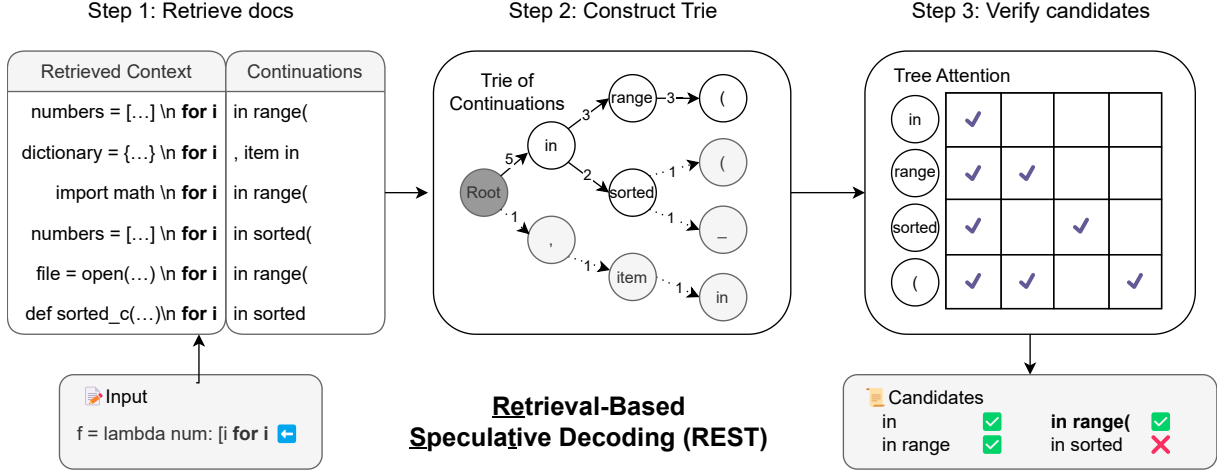 Step 1: Retrieve docs
Step 2: Construct Trie
Step 3: Verify candidates
Retrieved Context Continuations
numbers = […] \n for i in range(
dictionary = {…} \n for i , item in
import math \n for i in range(
numbers = […] \n for i in sorted(
file = open(…) \n for i in range(
def sorted_c(…)\n for i in sorted
Input
f = lambda num: [i for i
Trie of
Continuations
Root
5
in
3
range
3
(
2
sorted
1
(
1
_
1
,
1
item
1
in
Retrieval-Based
Speculative Decoding (REST)
Tree Attention
in
range
sorted
(
Candidates
in in range(
in range in sorted